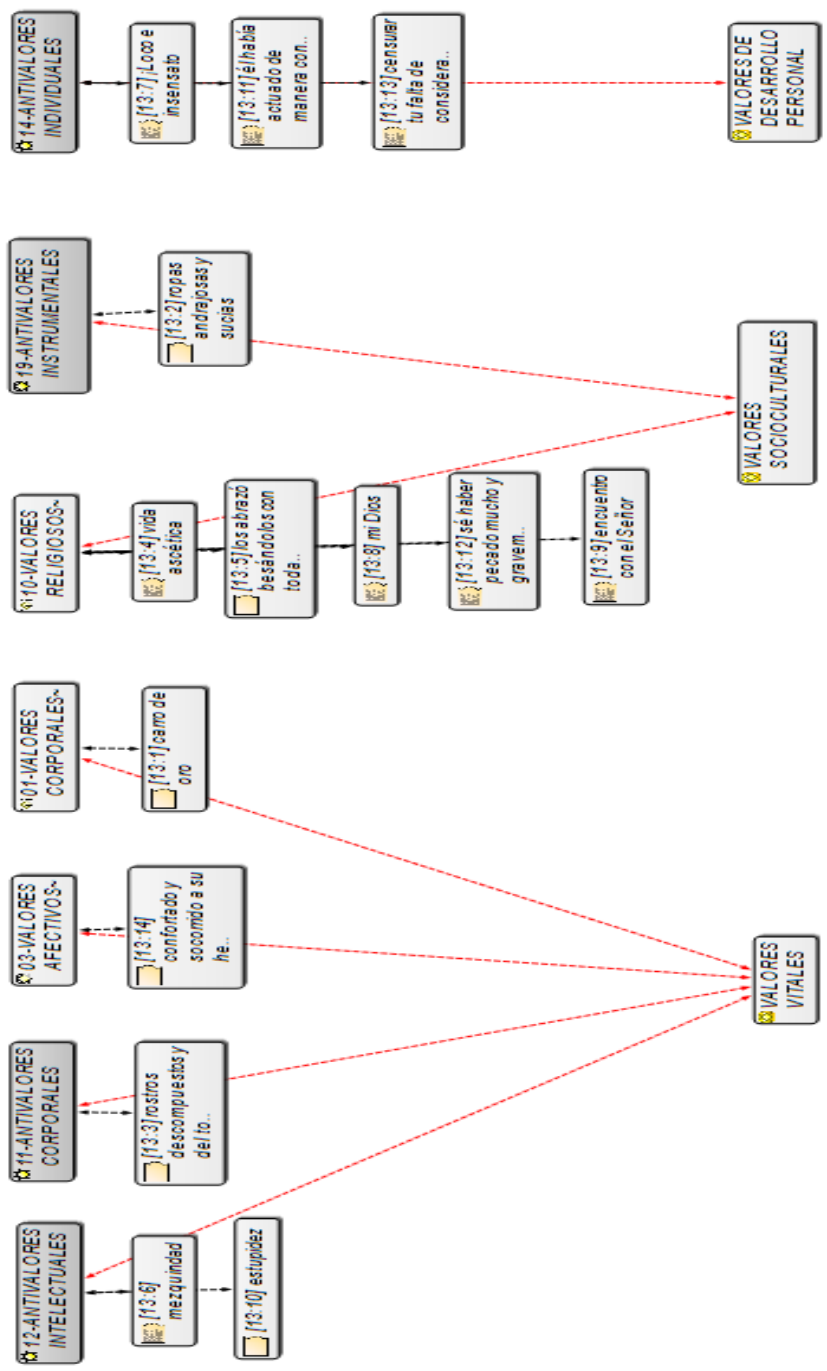 12-ANTIVALORES
INTELECTUALES
[13:6]
mezquindad
[13:10] estupidez
11-ANTIVALORES
CORPORALES
[13:3] rostros
descompuestos y
del to..
03-VALORES
AFECTIVOS~
[13:14]
confortado y
socorrido a su
he..
01-VALORES
CORPORALES~
[13:1] carro de
oro
VALORES
VITALES
10-VALORES
RELIGIOSOS~
[13:4] vida
ascética
[13:5] los abrazó
besándolos con
toda..
[13:8] mi Dios
[13:12] sé haber
pecado mucho y
gravem..
[13:9] encuentro
con el Señor
19-ANTIVALORES
INSTRUMENTALES
[13:2] ropas
andrajosas y
sucias
VALORES
SOCIOCULTURALES
14-ANTIVALORES
INDIVIDUALES
[13:7] ¡Loco e
insensato
[13:11] él había
actuado de
manera con..
[13:13] censurar
tu falta de
considera..
VALORES DE
DESARROLLO
PERSONAL